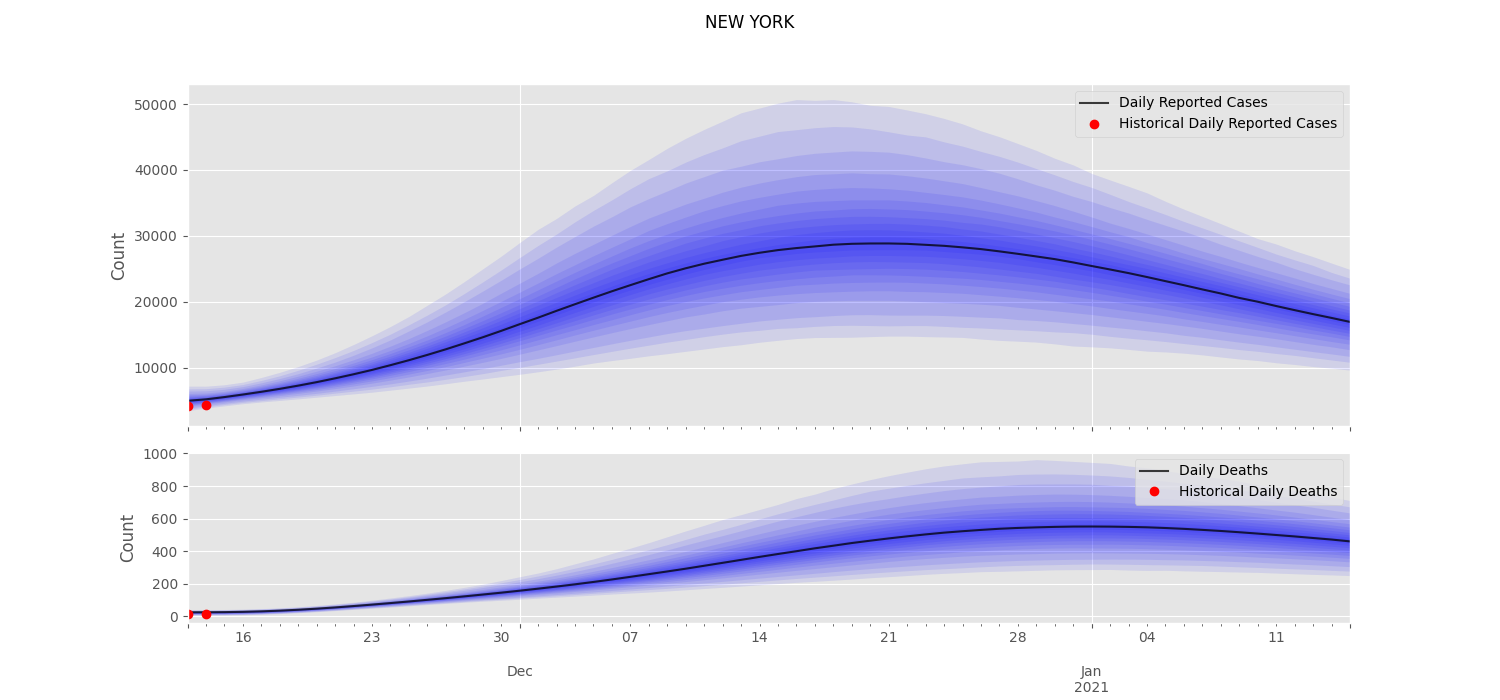 NEW YORK
50000
40000
30000
20000
10000
Count
Daily Reported Cases
Historical Daily Reported Cases
1000
800
600
400
200
0
Count
Daily Deaths
Historical Daily Deaths
16 23 30 07 14 21 28 04 11
Dec Jan
2021